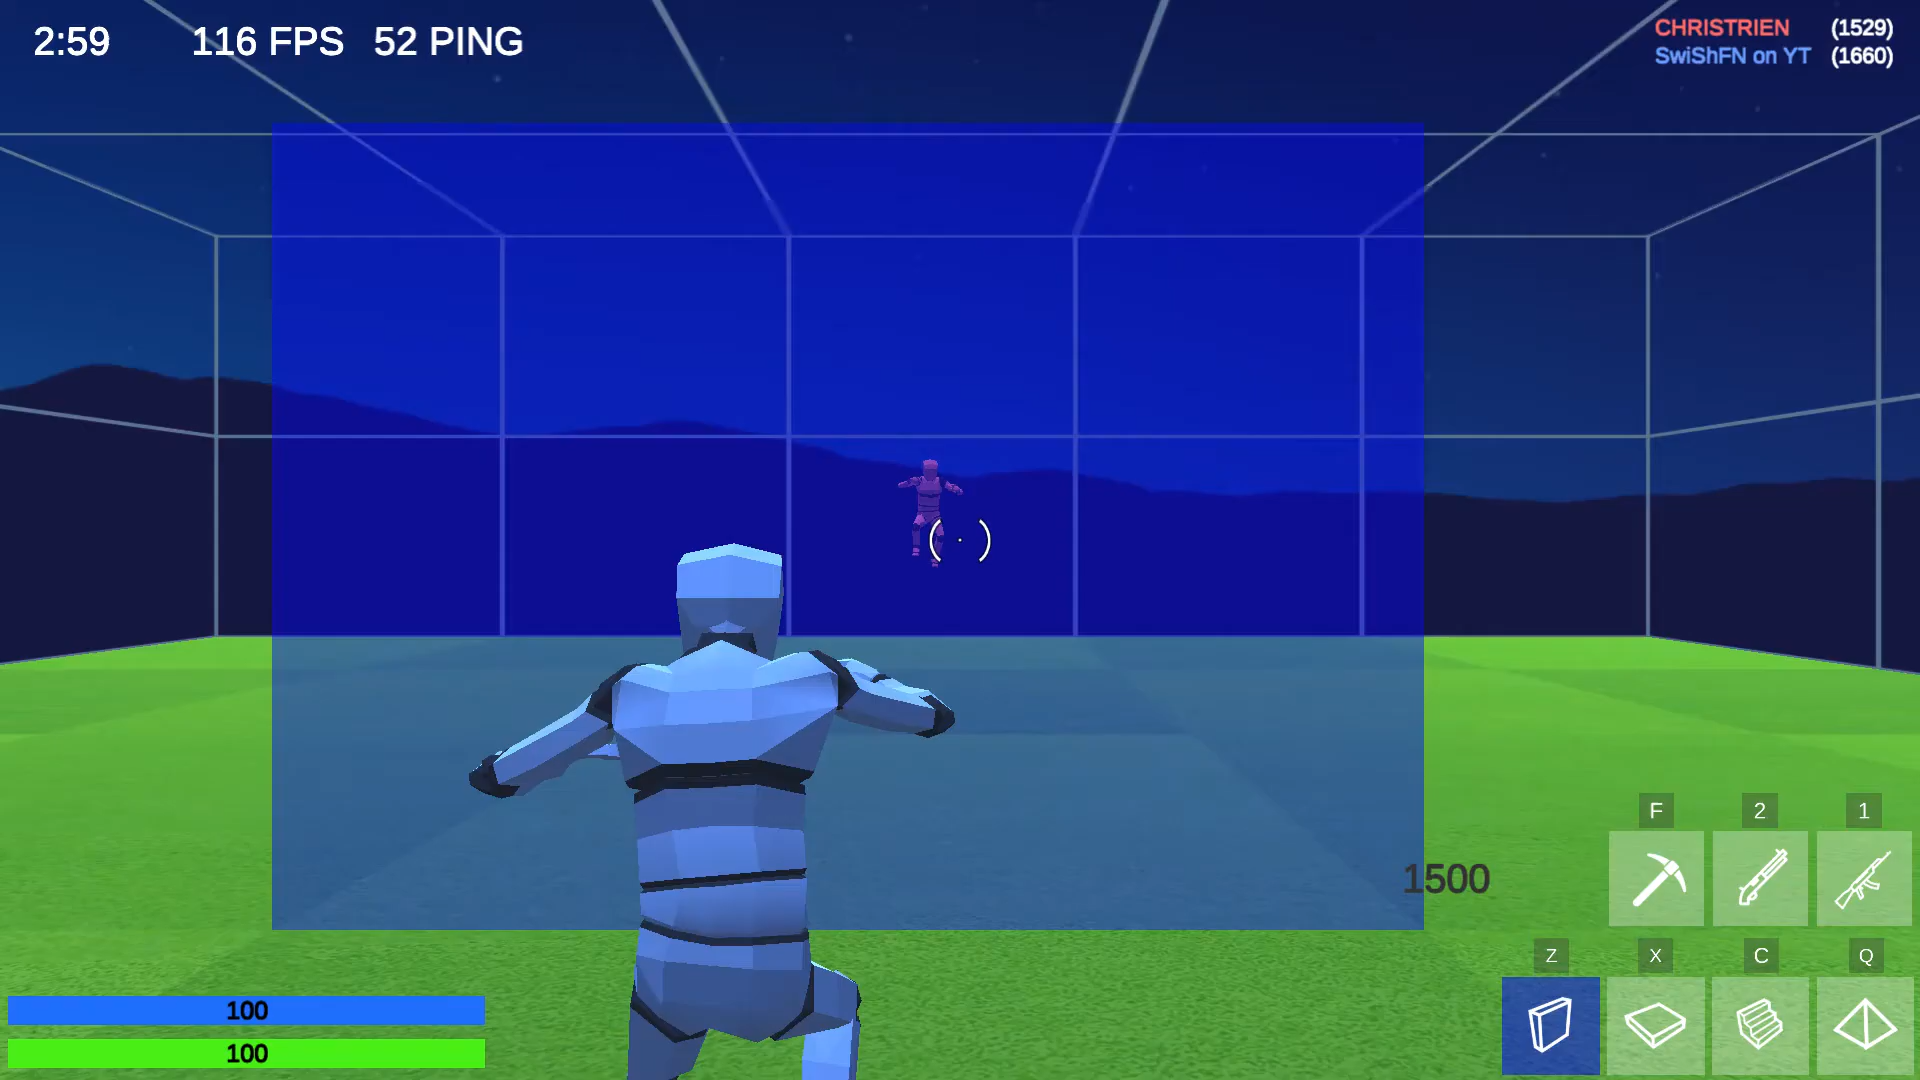 2:59 116 FPS 52 PING
CHRISTRIEN (1529)
SwiShFN on YT (1660)
F 2 1
1500
Z X C Q
100
100